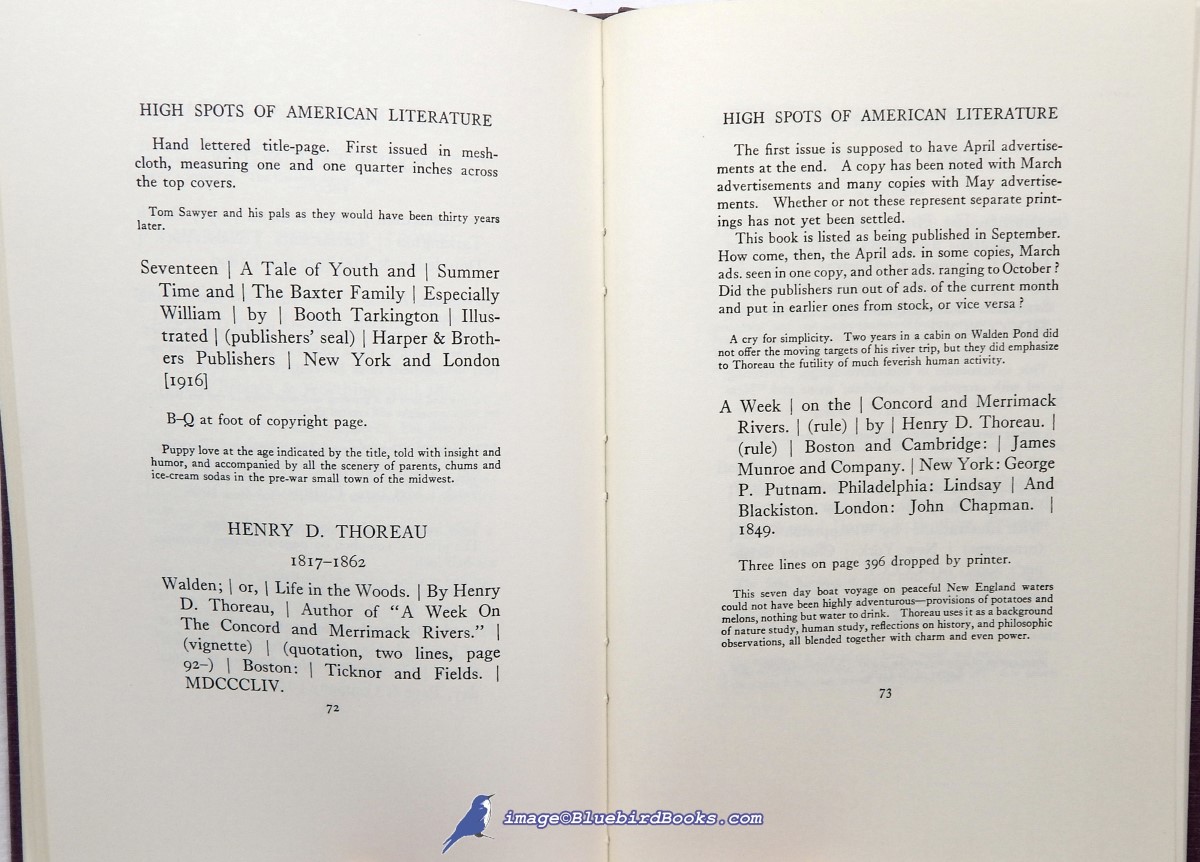 HIGH SPOTS OF AMERICAN LITERATURE
Hand lettered title-page. First issued in mesh-
cloth, measuring one and one quarter inches across
the top covers.
Tom Sawyer and his pals as they would have been thirty years
later.
Seventeen | A Tale of Youth and | Summer
Time and | The Baxter Family | Especially
William | by | Booth Tarkington | Illus-
trated | (publishers' seal) | Harper & Broth-
ers Publishers | New York and London
[1916]
B-Q at foot of copyright page.
Puppy love at the age indicated by the title, told with insight and
humor, and accompanied by all the scenery of parents, chums and
ice-cream sodas in the pre-war small town of the midwest.
HENRY D. THOREAU
1817-1862
Walden; | or, | Life in the Woods. | By Henry
D. Thoreau, | Author of "A Week On
The Concord and Merrimack Rivers." |
(vignette) | (quotation, two lines, page
92-) | Boston: | Ticknor and Fields. |
MDCCCLIV.
72
HIGH SPOTS OF AMERICAN LITERATURE
The first issue is supposed to have April advertise-
ments at the end. A copy has been noted with March
advertisements and many copies with May advertise-
ments. Whether or not these represent separate print-
ings has not yet been settled.
This book is listed as being published in September.
How come, then, the April ads. in some copies, March
ads. seen in one copy, and other ads. ranging to October?
Did the publishers run out of ads. of the current month
and put in earlier ones from stock, or vice versa?
A cry for simplicity. Two years in a cabin on Walden Pond did
not offer the moving targets of his river trip, but they did emphasize
to Thoreau the futility of much feverish human activity.
A Week | on the | Concord and Merrimack
Rivers. | (rule) | by | Henry D. Thoreau. |
(rule) | Boston and Cambridge: | James
Munroe and Company. | New York: George
P. Putnam. Philadelphia: Lindsay | And
Blackiston. London: John Chapman. |
1849.
Three lines on page 396 dropped by printer.
This seven day boat voyage on peaceful New England waters
could not have been highly adventurous—provisions of potatoes and
melons, nothing but water to drink. Thoreau uses it as a background
of nature study, human study, reflections on history, and philosophic
observations, all blended together with charm and even power.
73
image©BluebirdBooks.com